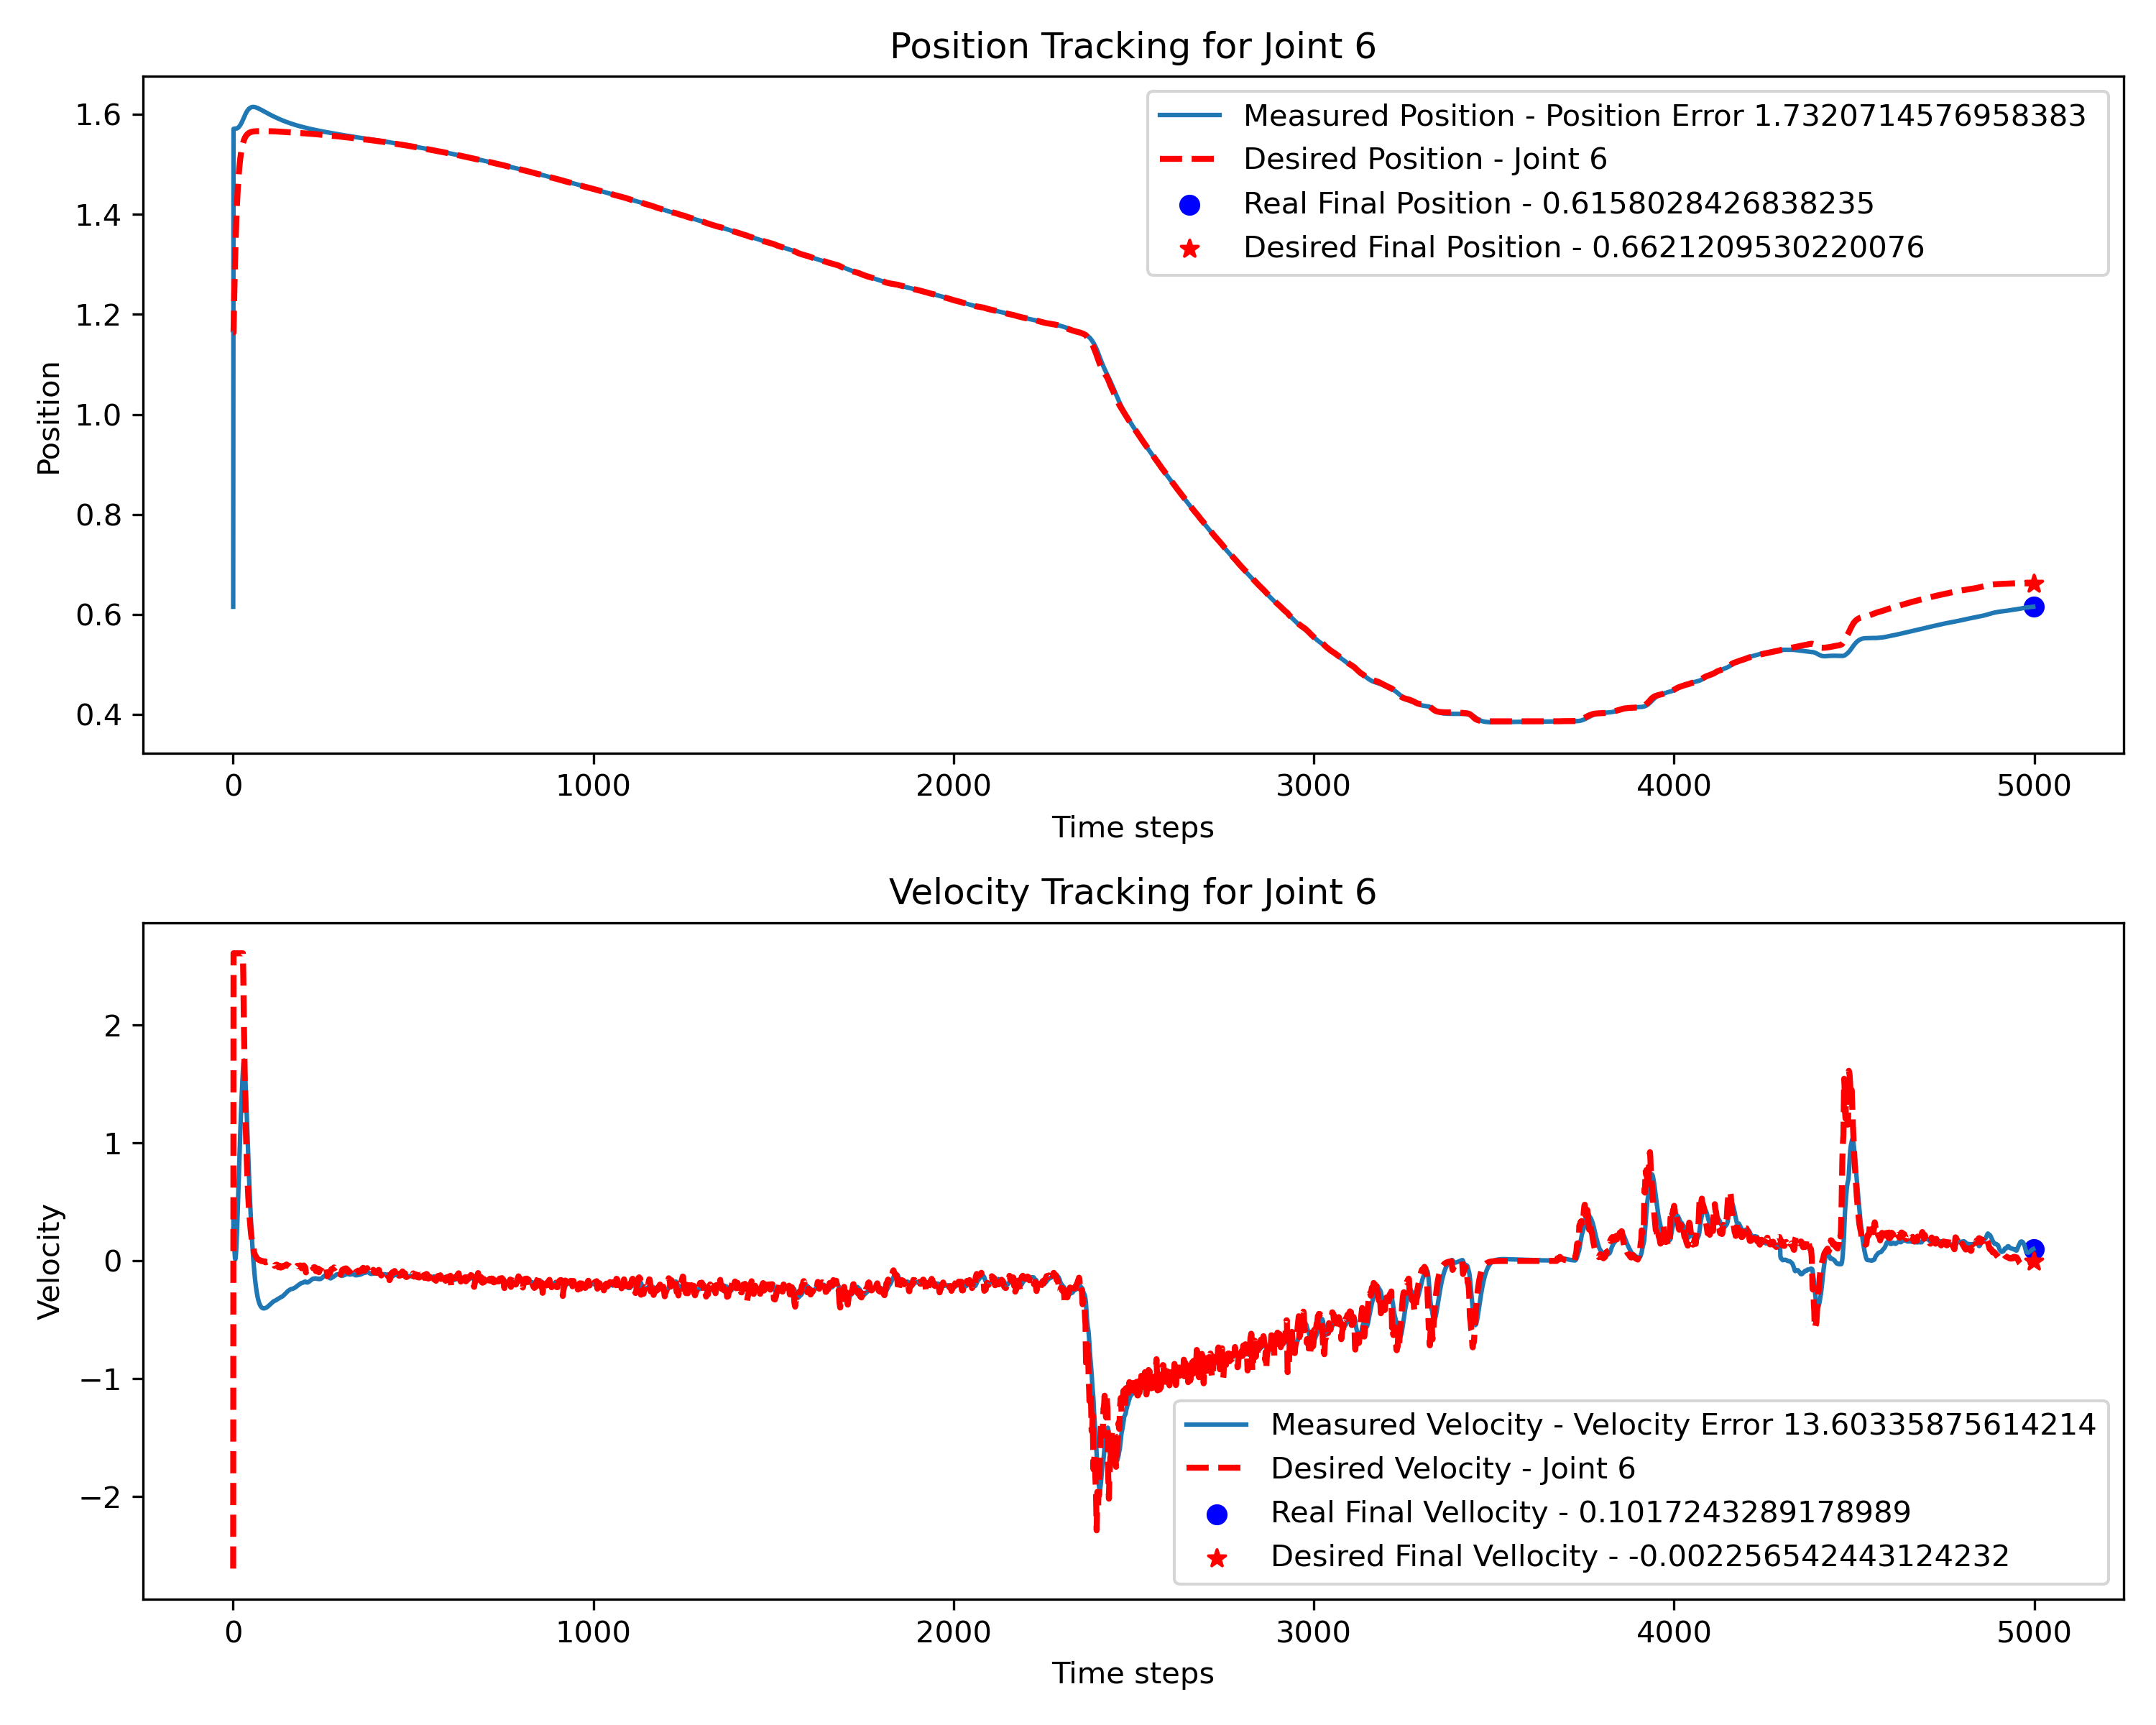 Position Tracking for Joint 6
Measured Position - Position Error 1.7320714576958383
Desired Position - Joint 6
Real Final Position - 0.6158028426838235
Desired Final Position - 0.6621209530220076
Position
1.6
1.4
1.2
1.0
0.8
0.6
0.4
0 1000 2000 3000 4000 5000
Time steps
Velocity Tracking for Joint 6
Velocity
2
1
0
−1
−2
Measured Velocity - Velocity Error 13.60335875614214
Desired Velocity - Joint 6
Real Final Vellocity - 0.1017243289178989
Desired Final Vellocity - -0.002256542443124232
0 1000 2000 3000 4000 5000
Time steps